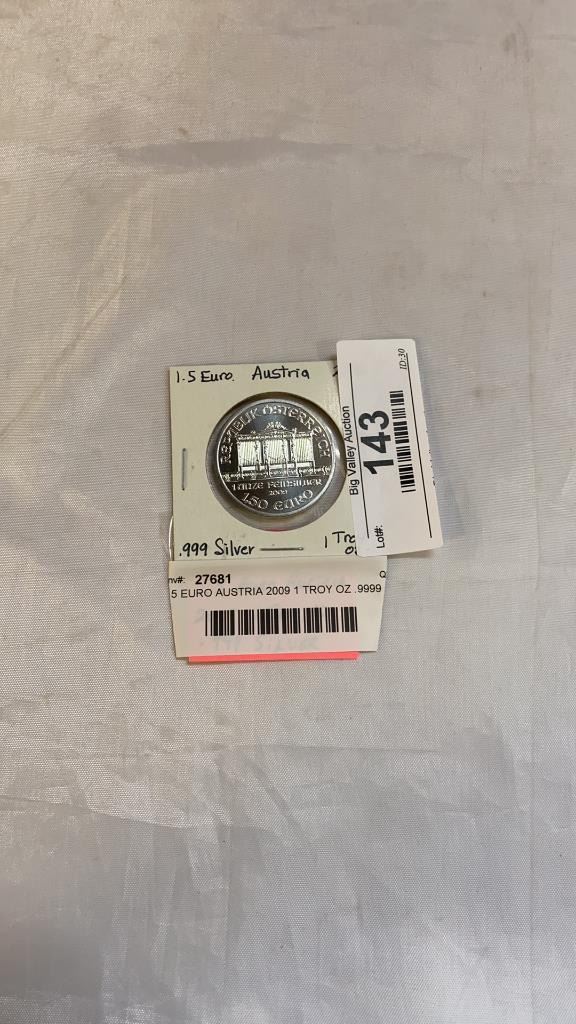 1.5 Euro. Austria
REPUBLIK ÖSTERREICH
1 UNZE FEINSILBER
2009
1.50 EURO
.999 Silver
1 Tro
oz
Big Valley Auction
ID:30
143
Lot#:
nv#: 27681
Q
5 EURO AUSTRIA 2009 1 TROY OZ .9999